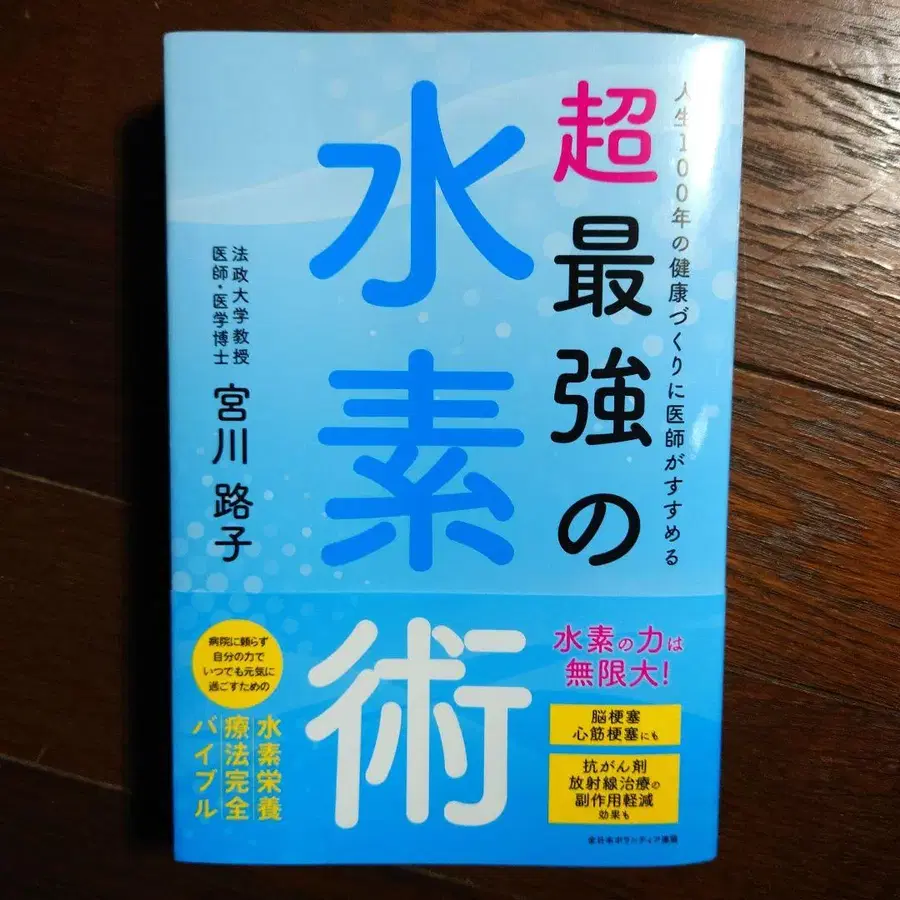 人生100年の健康づくりに医師がすすめる
超最強の
水素術
法政大学教授
医師・医学博士
宮川 路子
水素の力は
無限大!
脳梗塞
心筋梗塞にも
抗がん剤
放射線治療の
副作用軽減
効果も
病院に頼らず
自分の力で
いつでも元気に
過ごすための
水素栄養
療法完全
バイブル